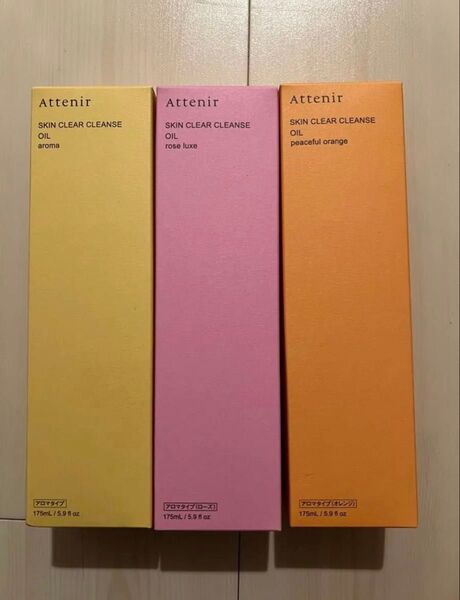 Attenir
SKIN CLEAR CLEANSE
OIL
aroma
アロマタイプ
175mL / 5.9 fl oz
Attenir
SKIN CLEAR CLEANSE
OIL
rose luxe
アロマタイプ(ローズ)
175mL / 5.9 fl oz
Attenir
SKIN CLEAR CLEANSE
OIL
peaceful orange
アロマタイプ(オレンジ)
175mL / 5.9 fl oz